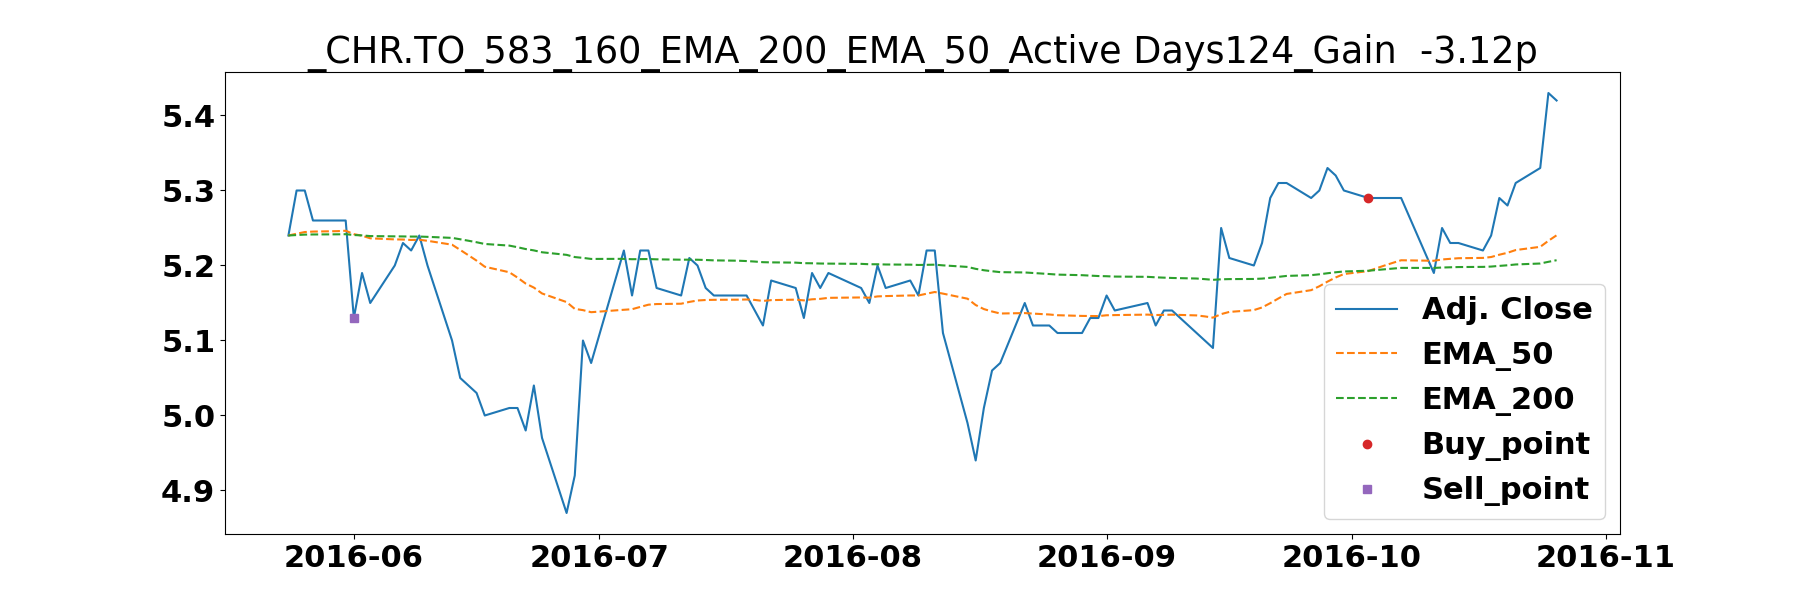 _CHR.TO_583_160_EMA_200_EMA_50_Active Days124_Gain  -3.12p
5.4
5.3
5.2
5.1
5.0
4.9
Adj. Close
EMA_50
EMA_200
Buy_point
Sell_point
2016-06 2016-07 2016-08 2016-09 2016-10 2016-11